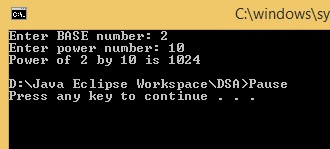 C:\windows\sy
Enter BASE number: 2
Enter power number: 10
Power of 2 by 10 is 1024
D:\Java Eclipse Workspace\DSA>Pause
Press any key to continue . . .